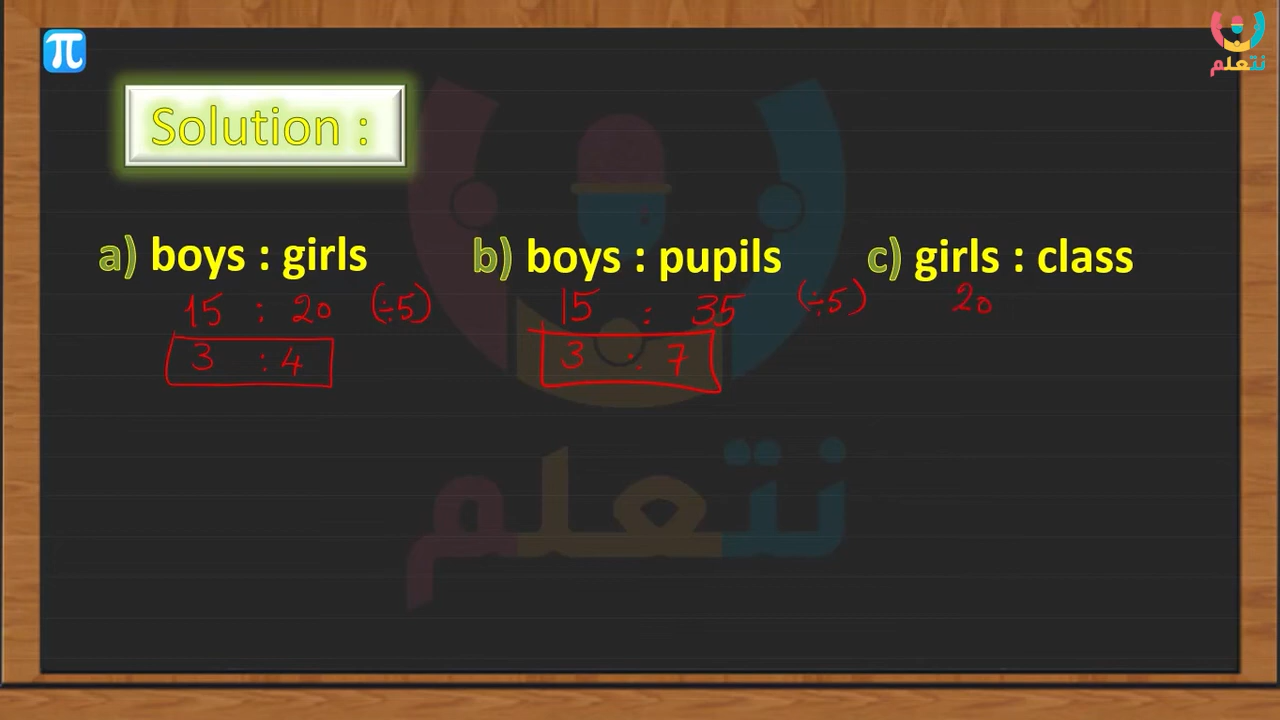 π
نتعلم
Solution :
a) boys : girls
15 : 20 (÷5)
3 : 4
b) boys : pupils
15 : 35 (÷5)
3 : 7
c) girls : class
20
نتعلم